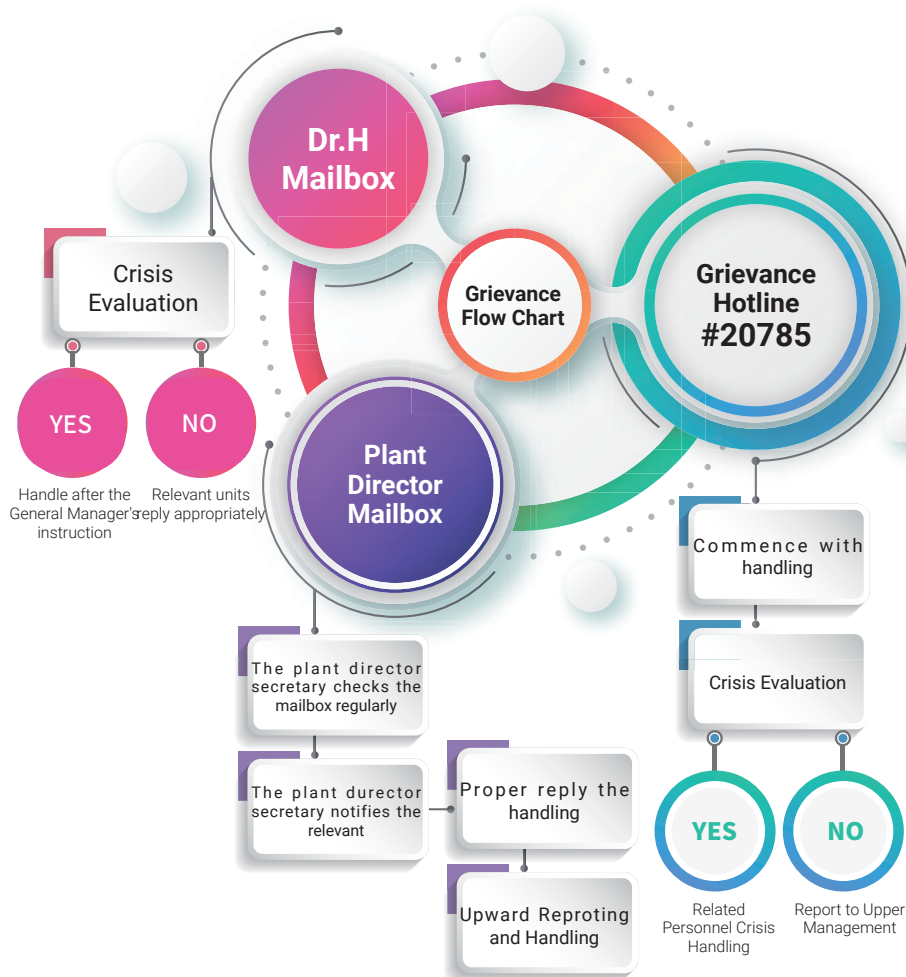 Dr.H
Mailbox
Grievance
Flow Chart
Grievance
Hotline
#20785
Plant
Director
Mailbox
Crisis
Evaluation
YES
NO
Handle after the
General Manager's
instruction
Relevant units
reply appropriately
The plant director
secretary checks the
mailbox regularly
The plant durector
secretary notifies the
relevant
Proper reply the
handling
Upward Reproting
and Handling
Commence with
handling
Crisis Evaluation
YES
NO
Related
Personnel Crisis
Handling
Report to Upper
Management